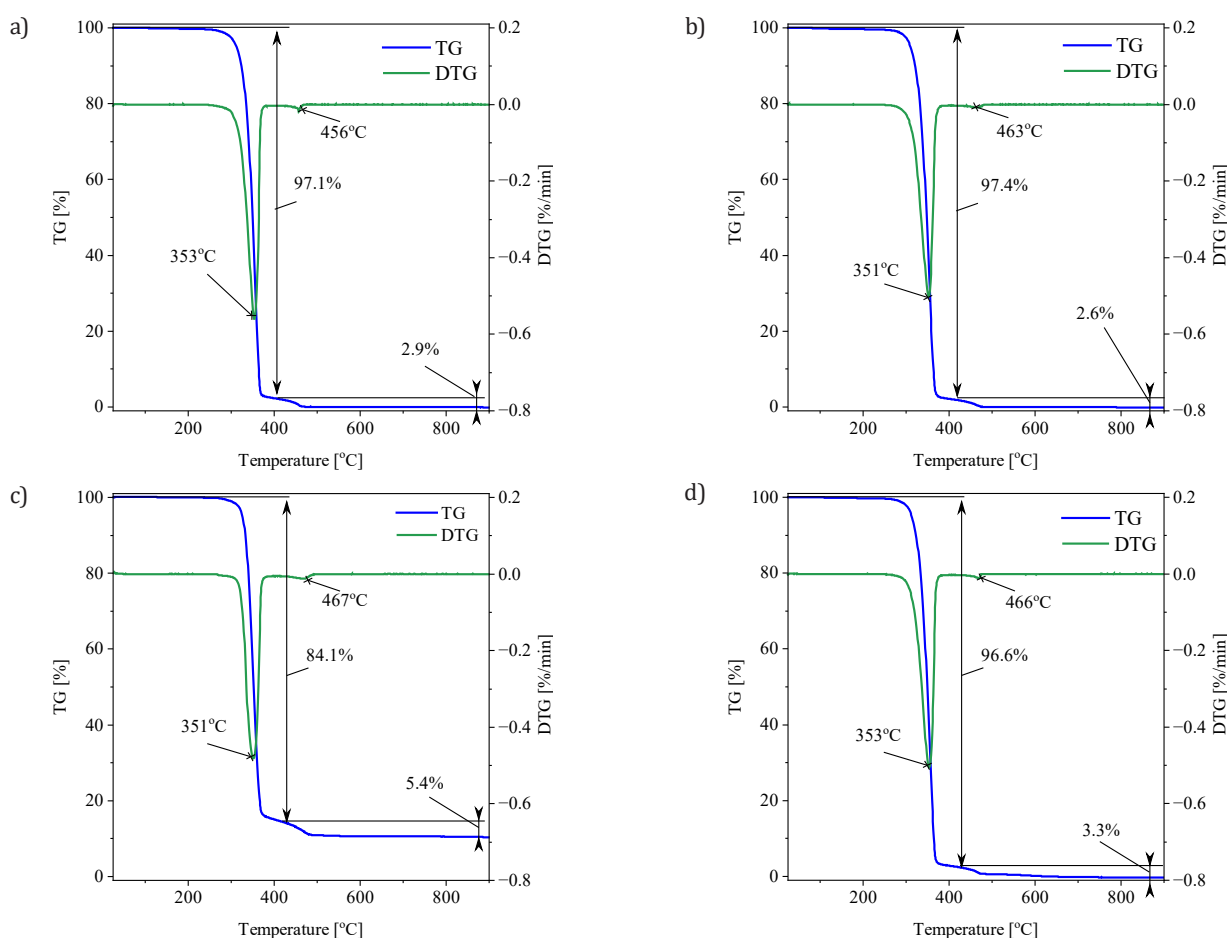 a)
TG [%]
100
80
60
40
20
0
TG
DTG
456°C
97.1%
353°C
2.9%
0.2
0.0
−0.2
−0.4
−0.6
−0.8
DTG [%/min]
200 400 600 800
Temperature [°C]
b)
TG [%]
100
80
60
40
20
0
TG
DTG
463°C
97.4%
351°C
2.6%
0.2
0.0
−0.2
−0.4
−0.6
−0.8
DTG [%/min]
200 400 600 800
Temperature [°C]
c)
TG [%]
100
80
60
40
20
0
TG
DTG
467°C
84.1%
351°C
5.4%
0.2
0.0
−0.2
−0.4
−0.6
−0.8
DTG [%/min]
200 400 600 800
Temperature [°C]
d)
TG [%]
100
80
60
40
20
0
TG
DTG
466°C
96.6%
353°C
3.3%
0.2
0.0
−0.2
−0.4
−0.6
−0.8
DTG [%/min]
200 400 600 800
Temperature [°C]